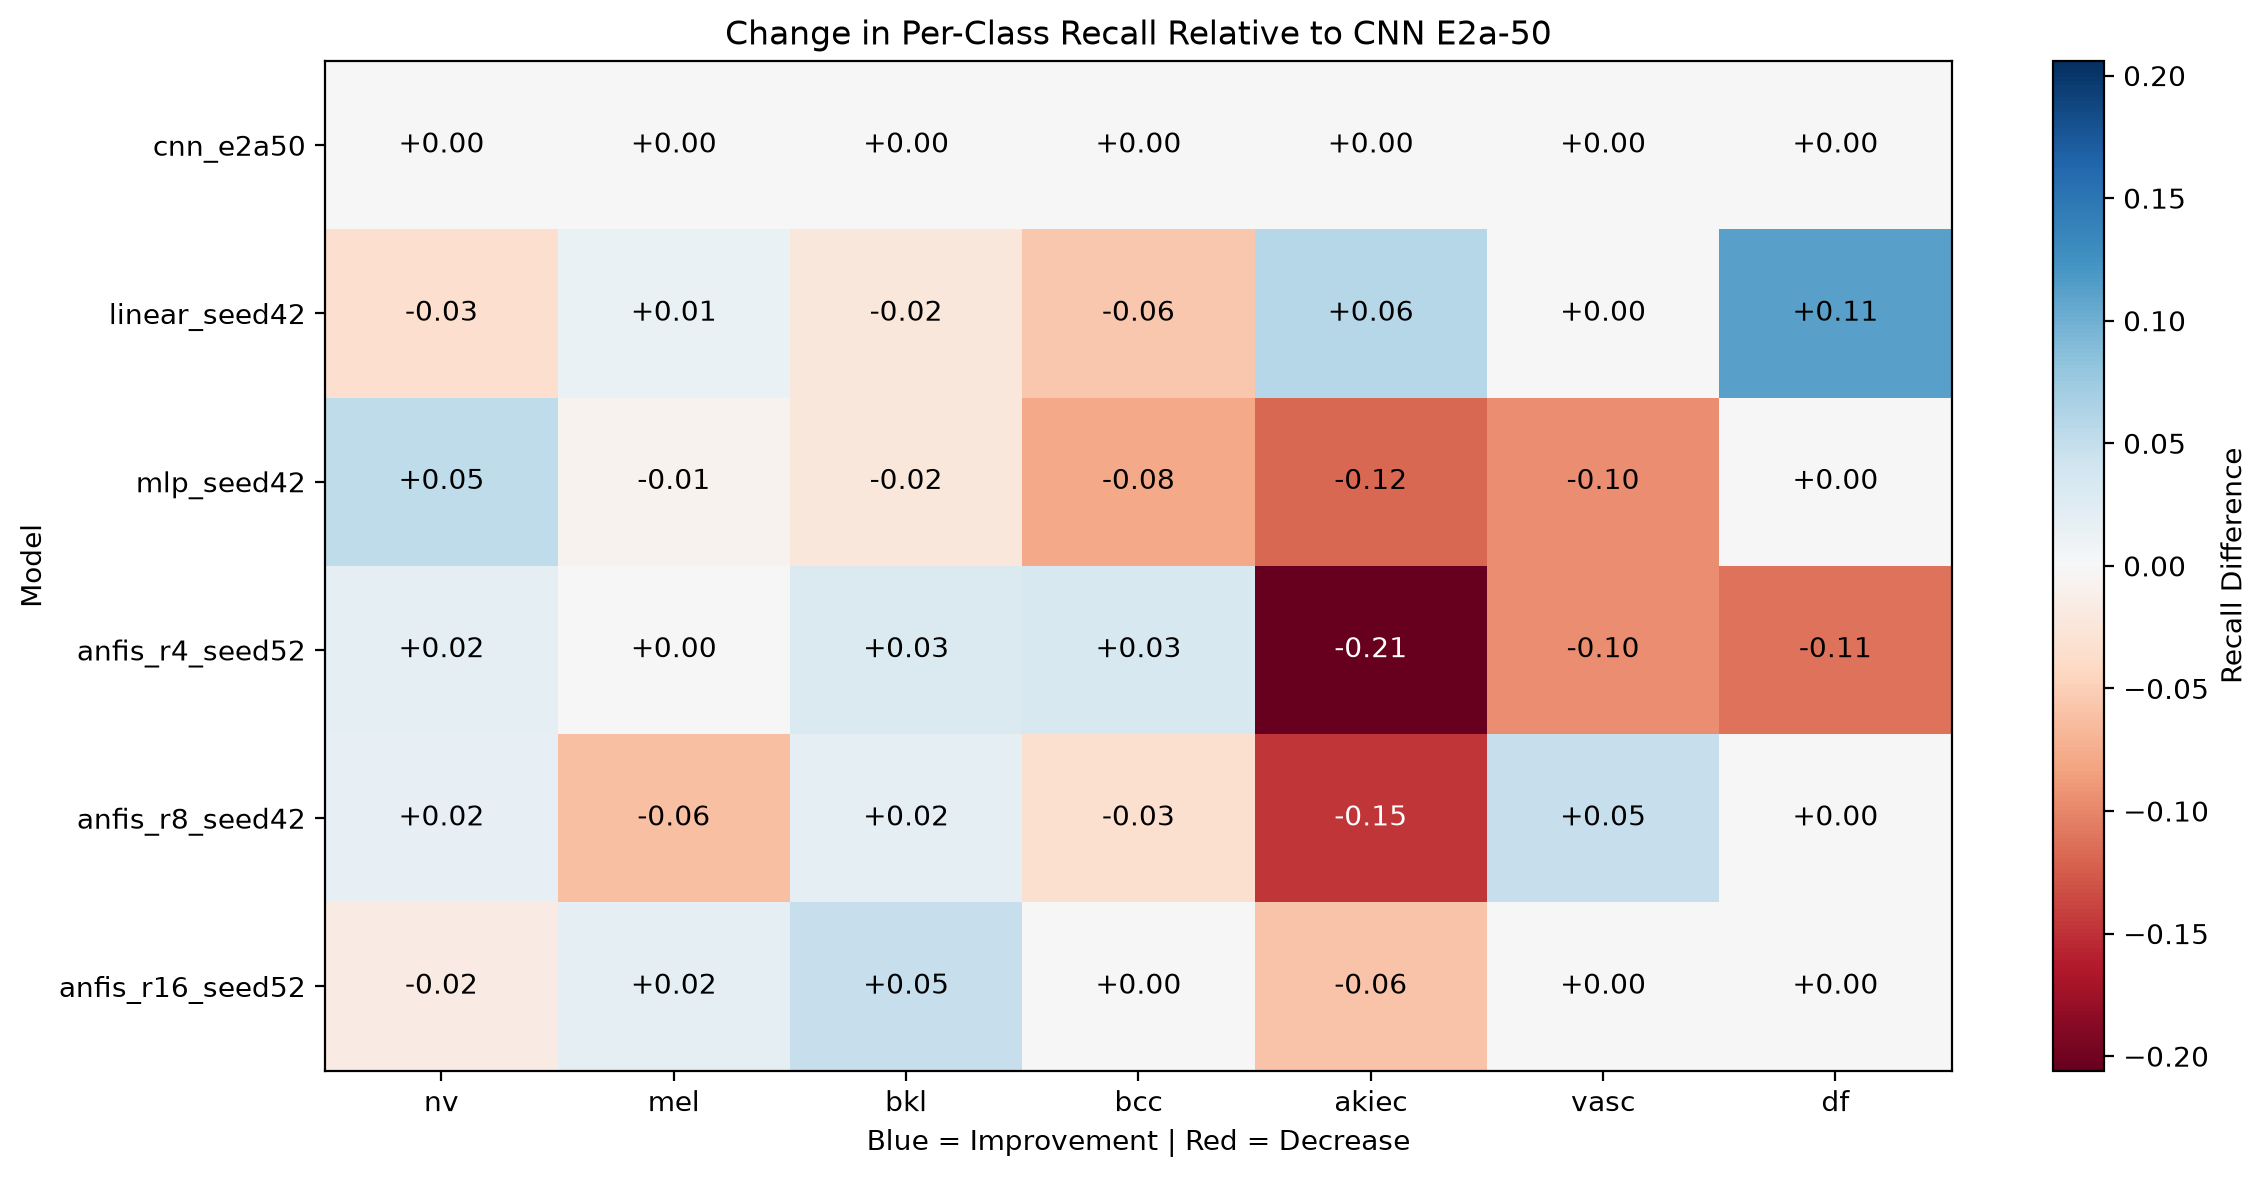 Change in Per-Class Recall Relative to CNN E2a-50
cnn_e2a50 +0.00 +0.00 +0.00 +0.00 +0.00 +0.00 +0.00
linear_seed42 -0.03 +0.01 -0.02 -0.06 +0.06 +0.00 +0.11
mlp_seed42 +0.05 -0.01 -0.02 -0.08 -0.12 -0.10 +0.00
anfis_r4_seed52 +0.02 +0.00 +0.03 +0.03 -0.21 -0.10 -0.11
anfis_r8_seed42 +0.02 -0.06 +0.02 -0.03 -0.15 +0.05 +0.00
anfis_r16_seed52 -0.02 +0.02 +0.05 +0.00 -0.06 +0.00 +0.00
nv mel bkl bcc akiec vasc df
Blue = Improvement | Red = Decrease
Model
0.20
0.15
0.10
0.05
0.00
−0.05
−0.10
−0.15
−0.20
Recall Difference